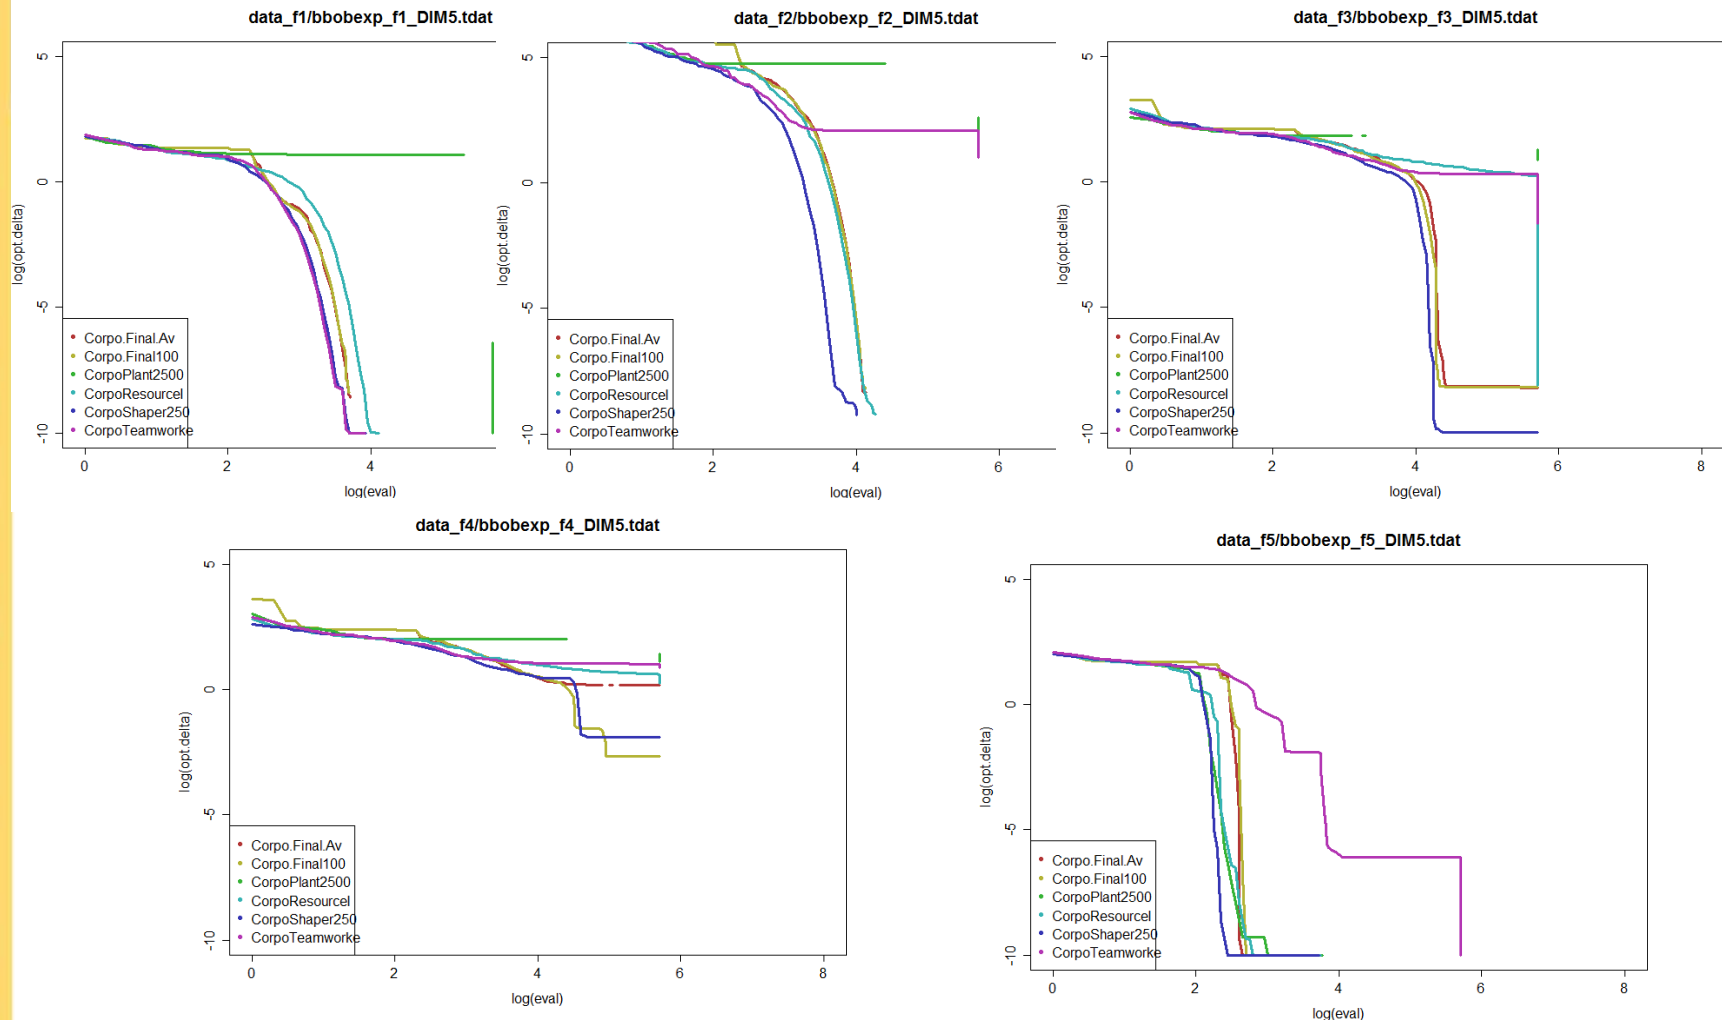 data_f1/bbobexp_f1_DIM5.tdat
log(opt.delta)
5
0
-5
-10
Corpo.Final.Av
Corpo.Final100
CorpoPlant2500
CorpoResourcel
CorpoShaper250
CorpoTeamworke
0 2 4
log(eval)
data_f2/bbobexp_f2_DIM5.tdat
log(opt.delta)
5
0
-5
-10
Corpo.Final.Av
Corpo.Final100
CorpoPlant2500
CorpoResourcel
CorpoShaper250
CorpoTeamworke
0 2 4 6
log(eval)
data_f3/bbobexp_f3_DIM5.tdat
log(opt.delta)
5
0
-5
-10
Corpo.Final.Av
Corpo.Final100
CorpoPlant2500
CorpoResourcel
CorpoShaper250
CorpoTeamworke
0 2 4 6 8
log(eval)
data_f4/bbobexp_f4_DIM5.tdat
log(opt.delta)
5
0
-5
-10
Corpo.Final.Av
Corpo.Final100
CorpoPlant2500
CorpoResourcel
CorpoShaper250
CorpoTeamworke
0 2 4 6 8
log(eval)
data_f5/bbobexp_f5_DIM5.tdat
log(opt.delta)
5
0
-5
-10
Corpo.Final.Av
Corpo.Final100
CorpoPlant2500
CorpoResourcel
CorpoShaper250
CorpoTeamworke
0 2 4 6 8
log(eval)